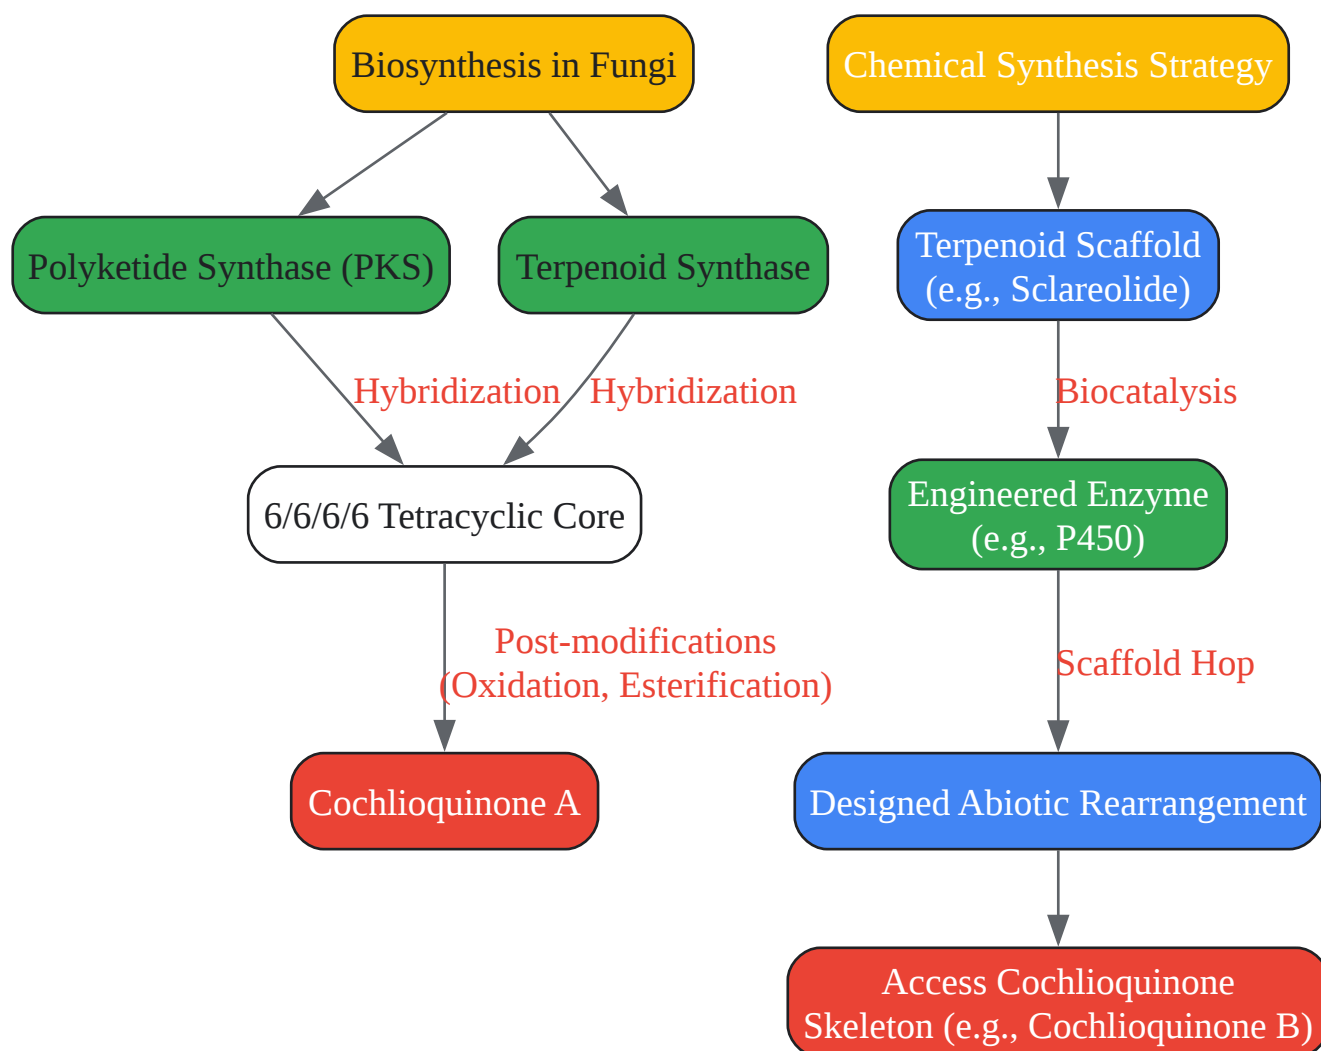 Biosynthesis in Fungi
Chemical Synthesis Strategy
Polyketide Synthase (PKS)
Terpenoid Synthase
Terpenoid Scaffold
(e.g., Sclareolide)
Hybridization
Hybridization
Biocatalysis
6/6/6/6 Tetracyclic Core
Engineered Enzyme
(e.g., P450)
Post-modifications
(Oxidation, Esterification)
Scaffold Hop
Cochlioquinone A
Designed Abiotic Rearrangement
Access Cochlioquinone
Skeleton (e.g., Cochlioquinone B)